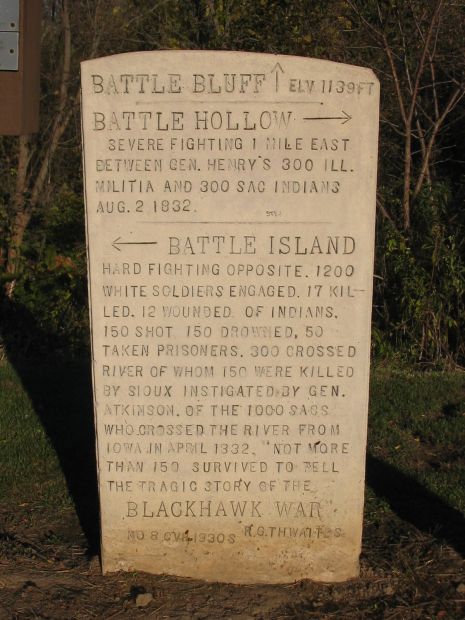 BATTLE BLUFF ↑ ELV 1139FT
BATTLE HOLLOW →
SEVERE FIGHTING 1 MILE EAST
BETWEEN GEN. HENRY'S 300 ILL.
MILITIA AND 300 SAC INDIANS
AUG. 2 1832.
← BATTLE ISLAND
HARD FIGHTING OPPOSITE. 1200
WHITE SOLDIERS ENGAGED. 17 KIL-
LED. 12 WOUNDED. OF INDIANS,
150 SHOT 150 DROWNED, 50
TAKEN PRISONERS. 300 CROSSED
RIVER OF WHOM 150 WERE KILLED
BY SIOUX INSTIGATED BY GEN.
ATKINSON. OF THE 1000 SACS
WHO CROSSED THE RIVER FROM
IOWA IN APRIL 1832, "NOT MORE
THAN 150 SURVIVED TO TELL
THE TRAGIC STORY OF THE
BLACKHAWK WAR
NO 8 1930 S R.G.THWAITES